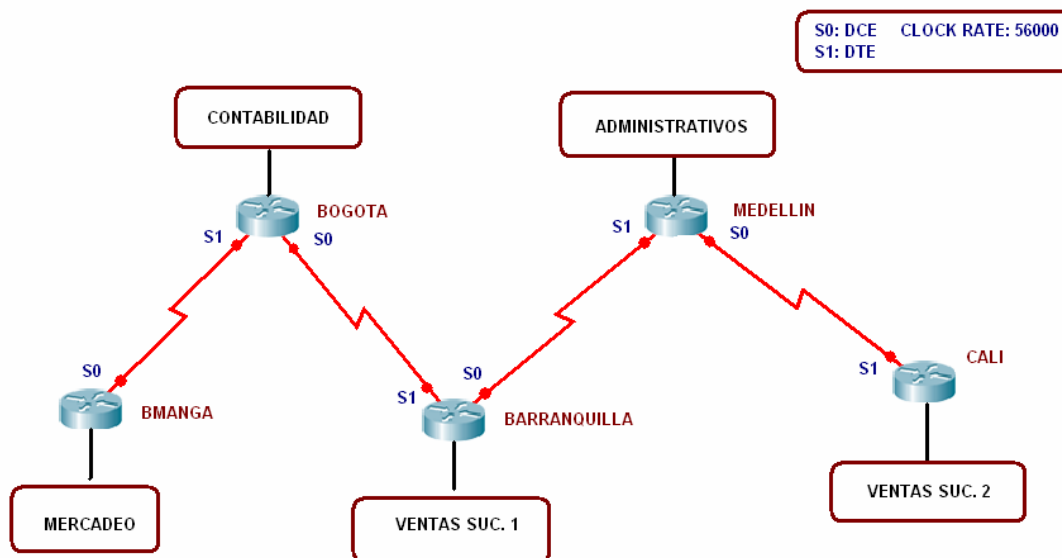 S0: DCE CLOCK RATE: 56000
S1: DTE
CONTABILIDAD
ADMINISTRATIVOS
BOGOTA
MEDELLIN
S1
S0
S1
S0
S0
BMANGA
S1
S0
BARRANQUILLA
S1
CALI
MERCADEO
VENTAS SUC. 1
VENTAS SUC. 2